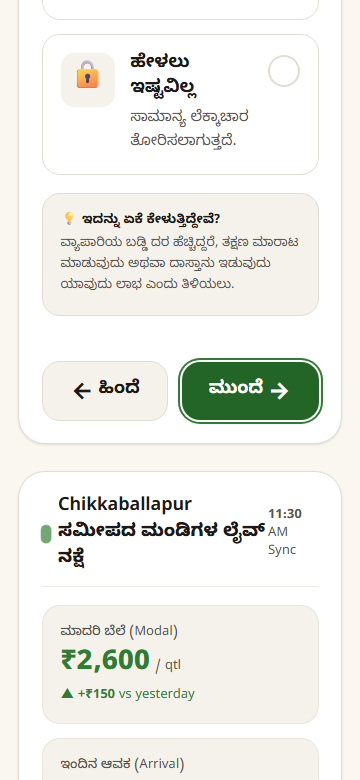 ಹೇಳಲು
ಇಷ್ಟವಿಲ್ಲ
ಸಾಮಾನ್ಯ ಲೆಕ್ಕಾಚಾರ
ತೋರಿಸಲಾಗುತ್ತದೆ.
ಇದನ್ನು ಏಕೆ ಕೇಳುತ್ತಿದ್ದೇವೆ?
ವ್ಯಾಪಾರಿಯ ಬಡ್ಡಿ ದರ ಹೆಚ್ಚಿದ್ದರೆ, ತಕ್ಷಣ ಮಾರಾಟ
ಮಾಡುವುದು ಅಥವಾ ದಾಸ್ತಾನು ಇಡುವುದು
ಯಾವುದು ಲಾಭ ಎಂದು ತಿಳಿಯಲು.
← ಹಿಂದೆ
ಮುಂದೆ →
Chikkaballapur
ಸಮೀಪದ ಮಂಡಿಗಳ ಲೈವ್
ನಕ್ಷೆ
11:30
AM
Sync
ಮಾದರಿ ಬೆಲೆ (Modal)
₹2,600 / qtl
▲ +₹150 vs yesterday
ಇಂದಿನ ಆವಕ (Arrival)